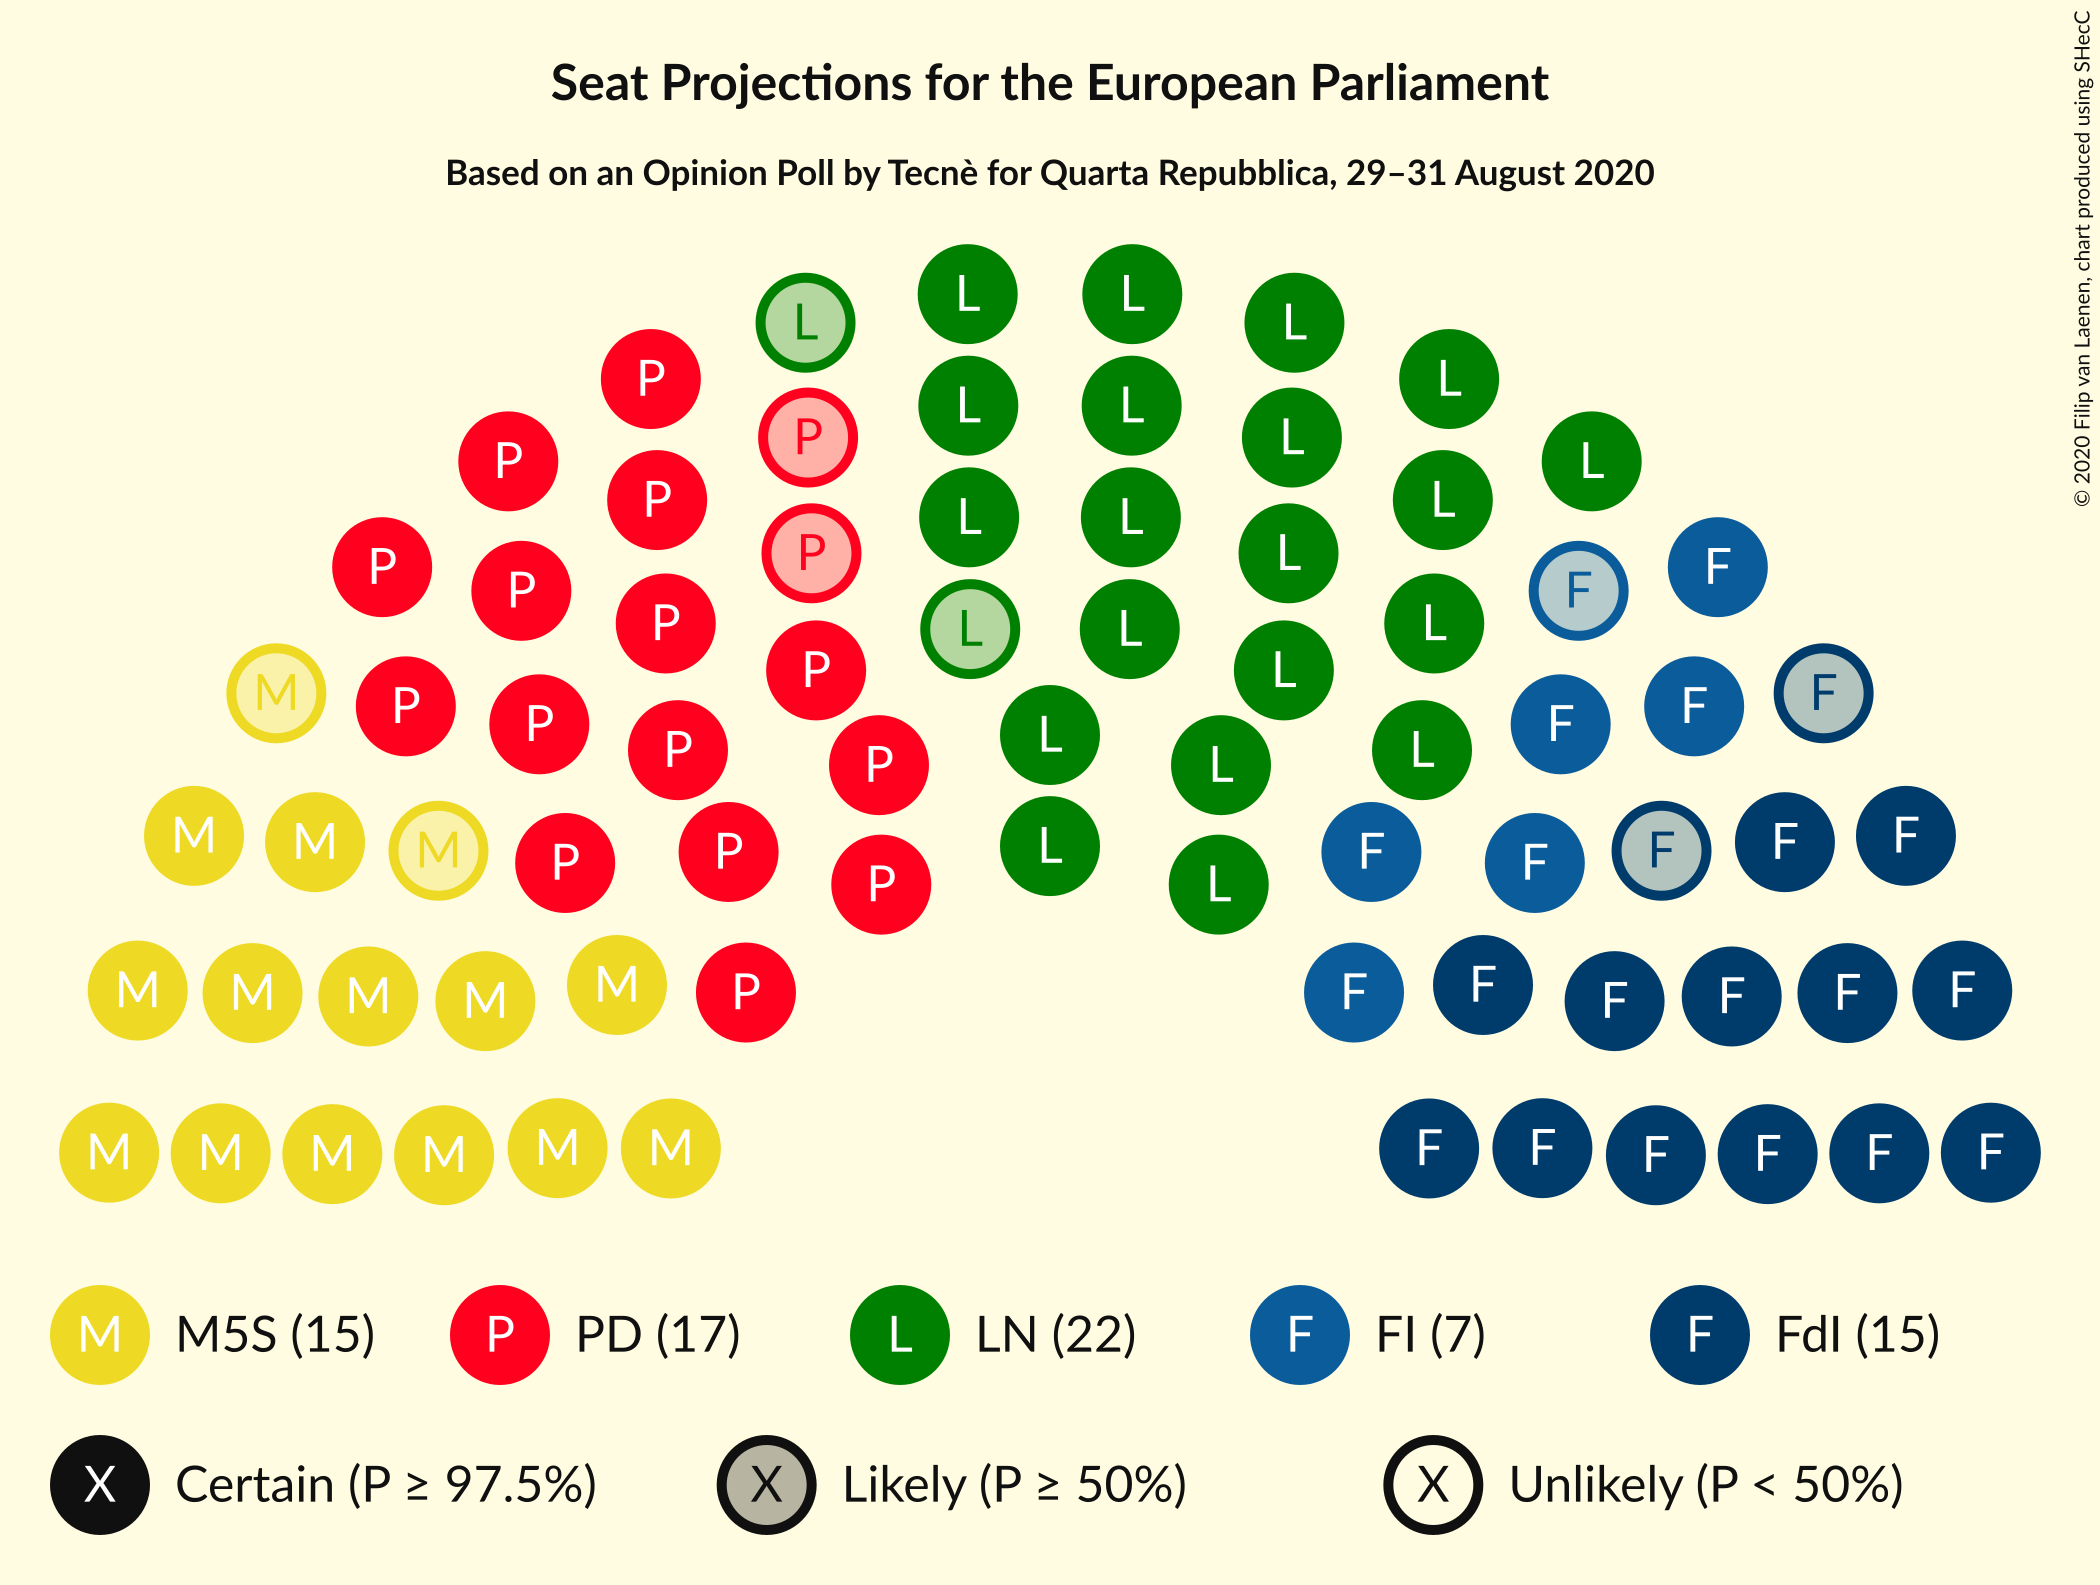 Seat Projections for the European Parliament
Based on an Opinion Poll by Tecnè for Quarta Repubblica, 29–31 August 2020
© 2020 Filip van Laenen, chart produced using SHecC
L L
L L
P L
L L
P L
P L L
P L
P L
L L
P L
P F F
P L
L L
M F
P L
P F F
P L
L
P L
M M
F F
M F
P L
P F
P F
P L
M M
M M
M F
P F
F F
F F
M M M M F F F F
M M
M M M M F F F F
M M5S (15) P PD (17) L LN (22) F FI (7) F FdI (15)
X Certain (P ≥ 97.5%) X Likely (P ≥ 50%) X Unlikely (P < 50%)